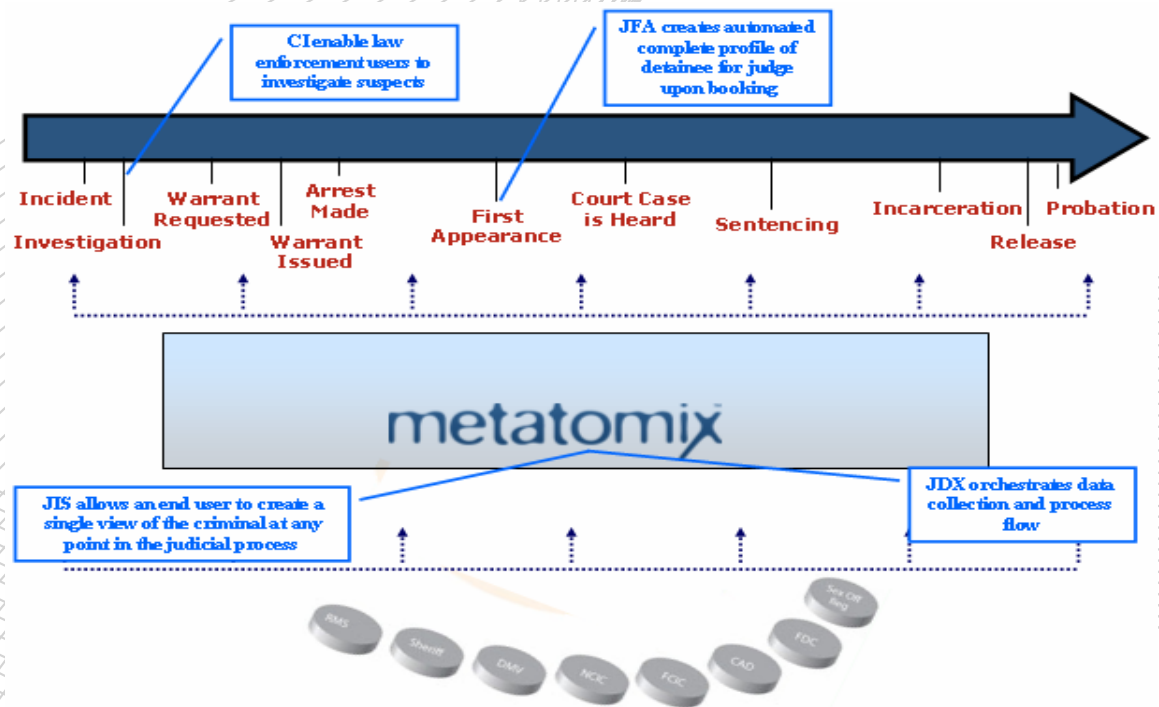 CI enable law
enforcement users to
investigate suspects
JFA creates automated
complete profile of
detainee for judge
upon booking
Incident
Investigation
Warrant
Requested
Warrant
Issued
Arrest
Made
First
Appearance
Court Case
is Heard
Sentencing
Incarceration
Release
Probation
metatomix
JIS allows an end user to create a
single view of the criminal at any
point in the judicial process
JDX orchestrates data
collection and process
flow
RMS
Sheriff
DMV
NCIC
FCIC
CAD
FDC
Sex Off
Reg